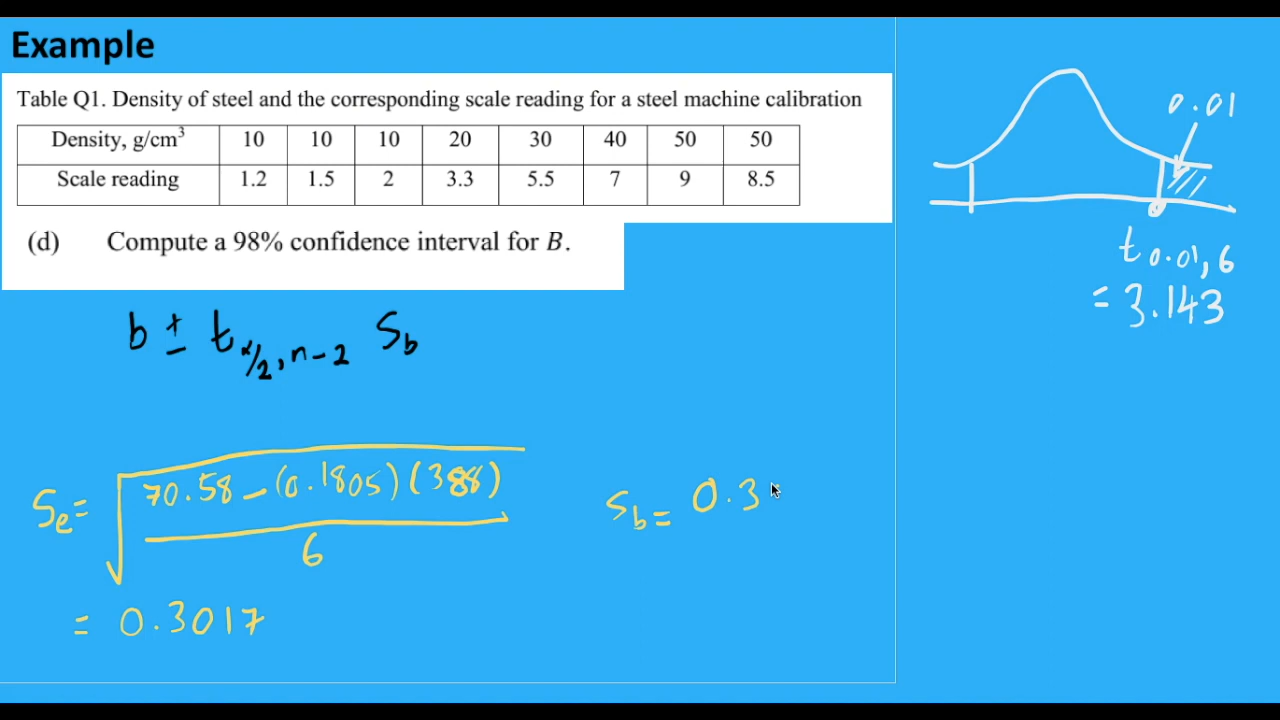 Example
Table Q1. Density of steel and the corresponding scale reading for a steel machine calibration
Density, g/cm³ 10 10 10 20 30 40 50 50
Scale reading 1.2 1.5 2 3.3 5.5 7 9 8.5
(d) Compute a 98% confidence interval for B.
b ± t α/2, n-2 Sb
Se = √((70.58 - (0.1805)(388)) / 6)
= 0.3017
Sb = 0.3
0.01
t 0.01, 6
= 3.143